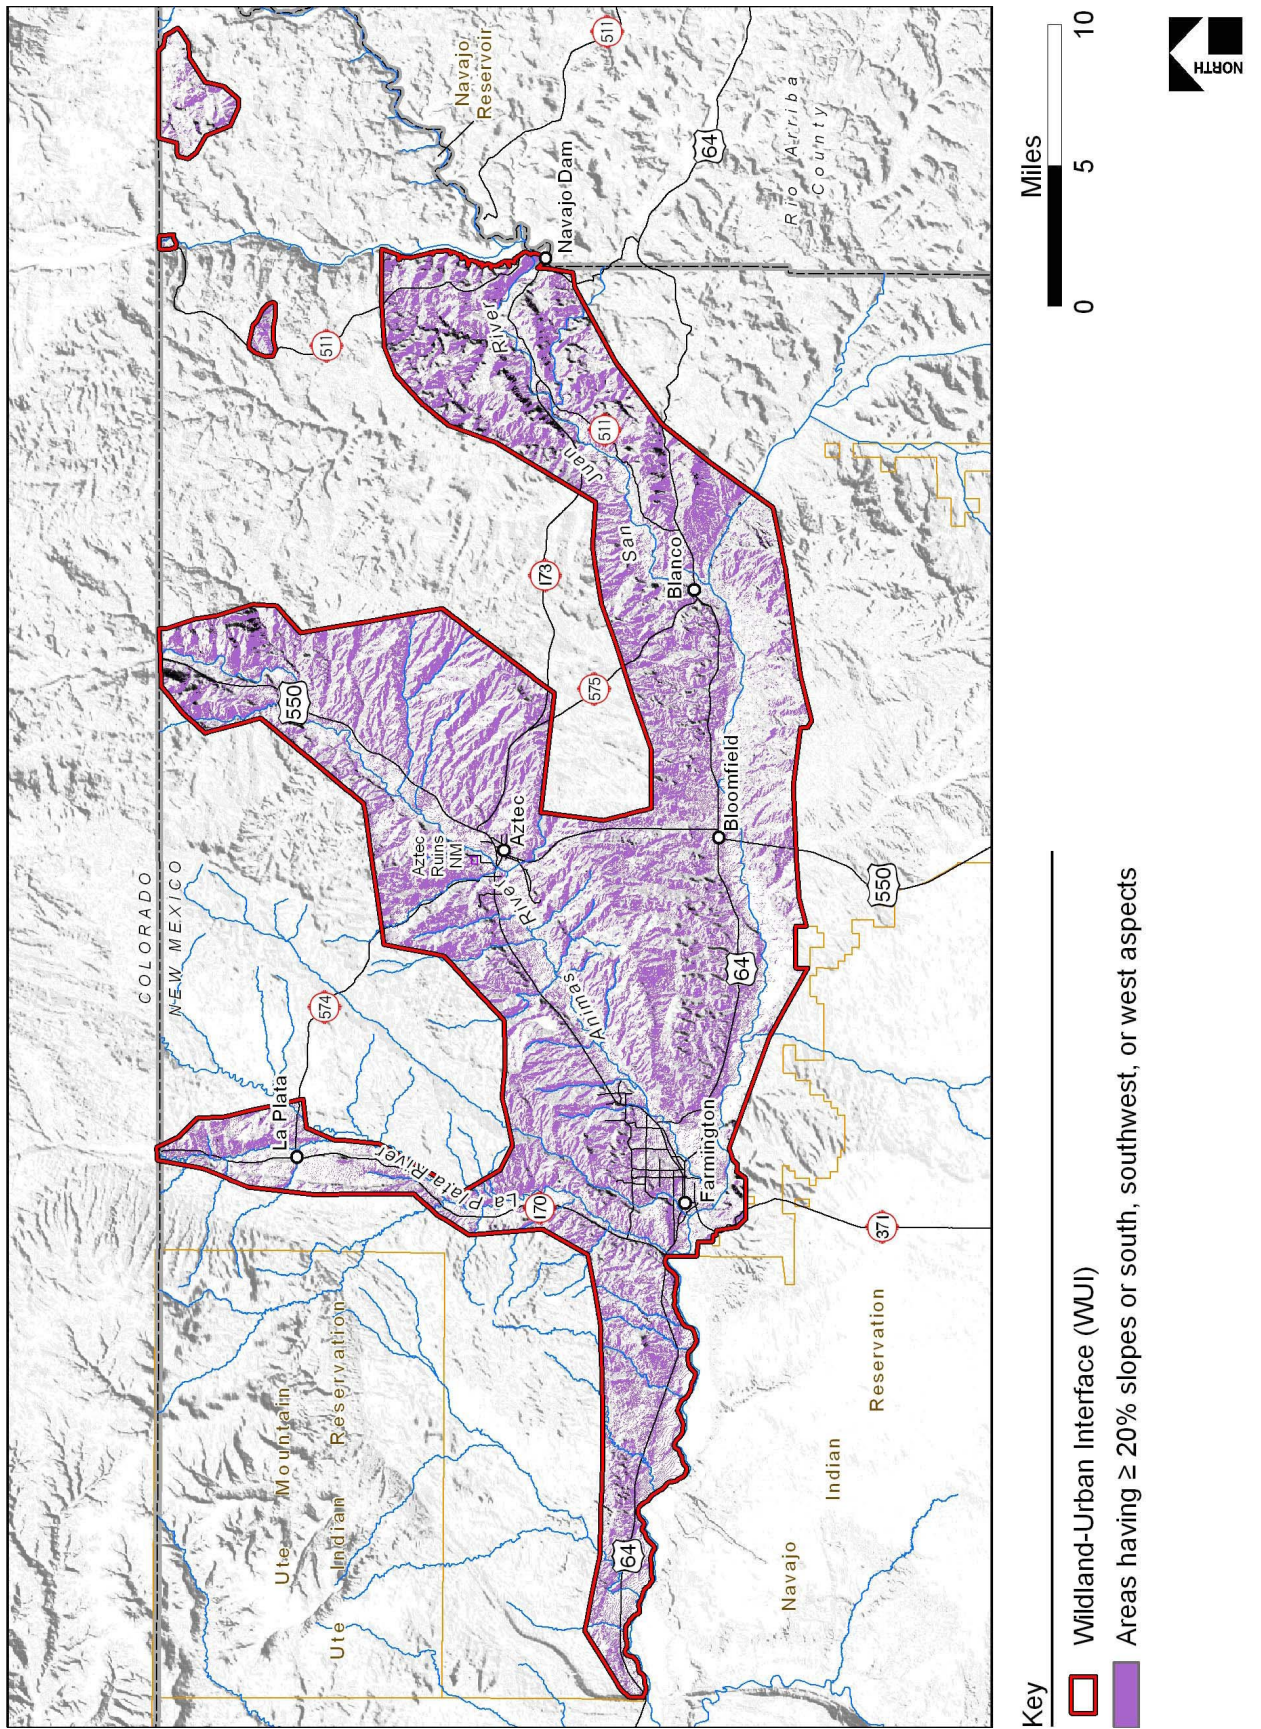 COLORADO
NEW MEXICO
Ute Mountain
Ute Indian Reservation
La Plata
574
La
Plata River
170
550
Aztec
Ruins
NM
Aztec
Animas
River
173
575
511
511
Navajo
Reservoir
511
Navajo Dam
San
Juan
River
Blanco
Bloomfield
Farmington
64
64
64
550
371
Rio Arriba
County
Navajo
Indian
Reservation
Key
Wildland-Urban Interface (WUI)
Areas having ≥ 20% slopes or south, southwest, or west aspects
Miles
0
5
10
NORTH